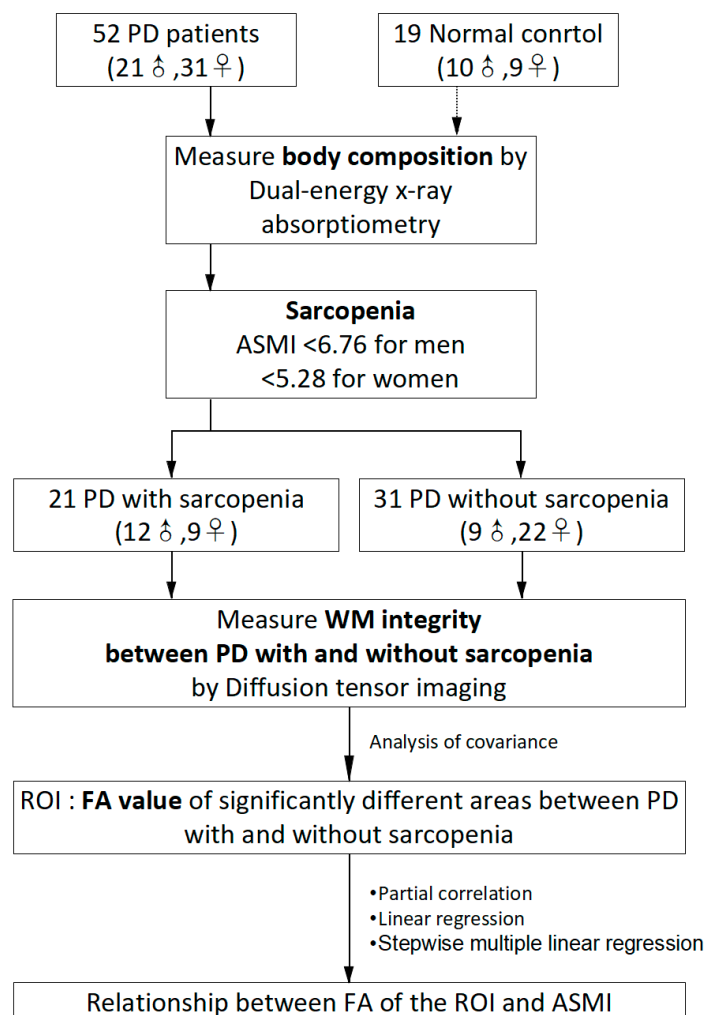 52 PD patients
(21♂,31♀)
19 Normal conrtol
(10♂,9♀)
Measure body composition by
Dual-energy x-ray
absorptiometry
Sarcopenia
ASMI <6.76 for men
<5.28 for women
21 PD with sarcopenia
(12♂,9♀)
31 PD without sarcopenia
(9♂,22♀)
Measure WM integrity
between PD with and without sarcopenia
by Diffusion tensor imaging
Analysis of covariance
ROI : FA value of significantly different areas between PD
with and without sarcopenia
•Partial correlation
•Linear regression
•Stepwise multiple linear regression
Relationship between FA of the ROI and ASMI